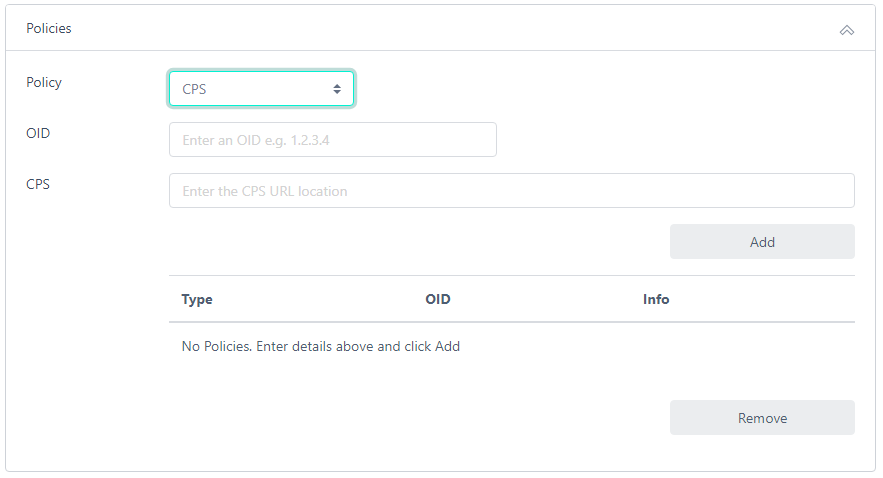 Policies
Policy
CPS
OID
Enter an OID e.g. 1.2.3.4
CPS
Enter the CPS URL location
Add
Type OID Info
No Policies. Enter details above and click Add
Remove